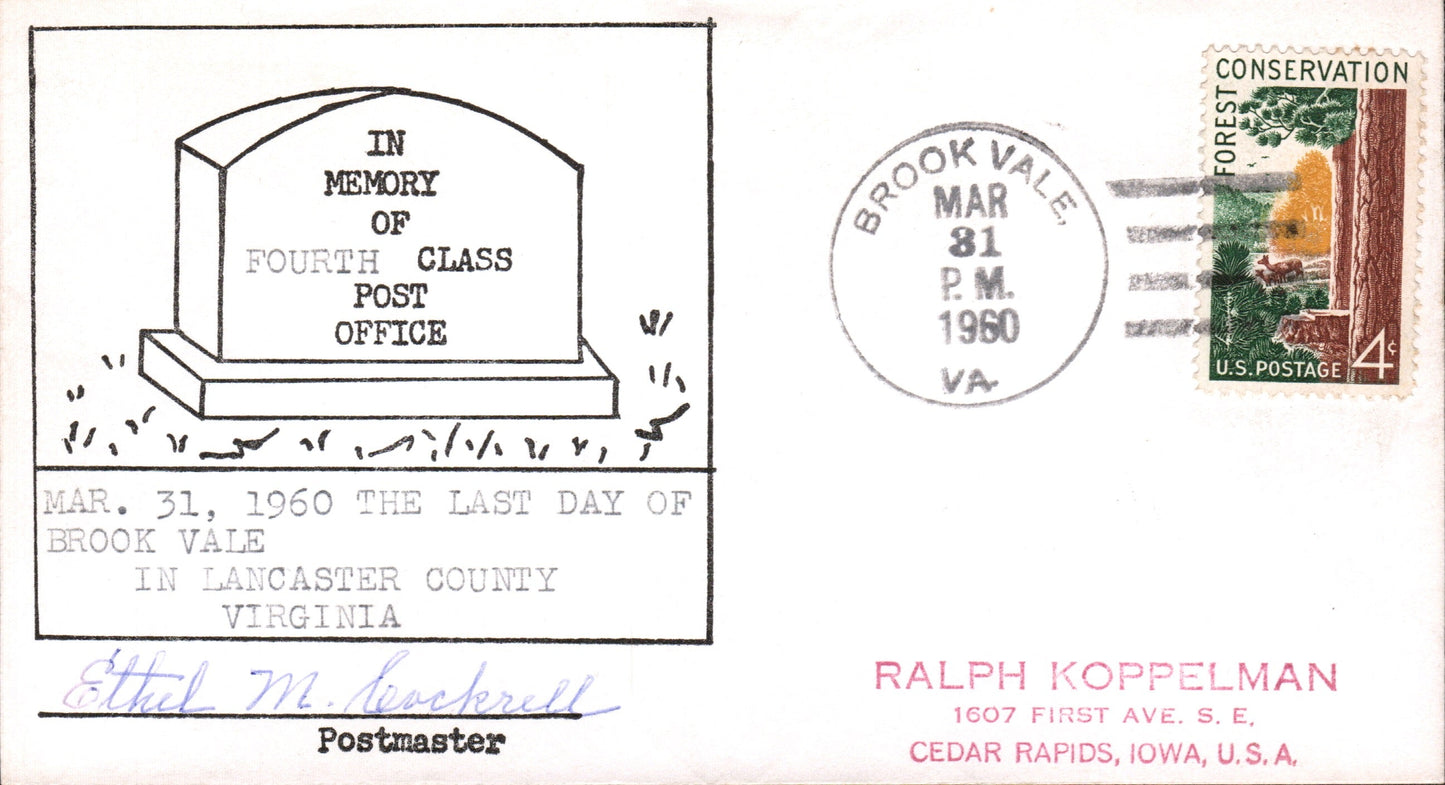 IN
MEMORY
OF
FOURTH CLASS
POST
OFFICE
MAR. 31, 1960 THE LAST DAY OF
BROOK VALE
IN LANCASTER COUNTY
VIRGINIA
Ethel M. Cockrell
Postmaster
BROOK VALE,
MAR
31
P.M.
1960
VA.
FOREST CONSERVATION
U.S. POSTAGE 4¢
RALPH KOPPELMAN
1607 FIRST AVE. S. E.
CEDAR RAPIDS, IOWA, U.S.A.